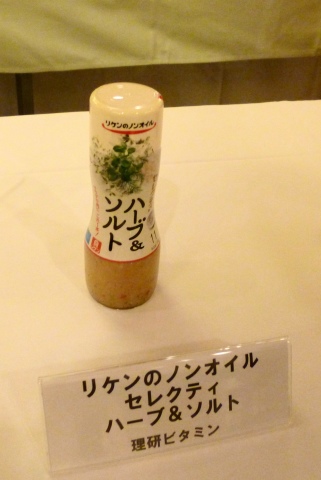 リケンのノンオイル
ハーブ&
ソルト
リケンのノンオイル
セレクティ
ハーブ&ソルト
理研ビタミン